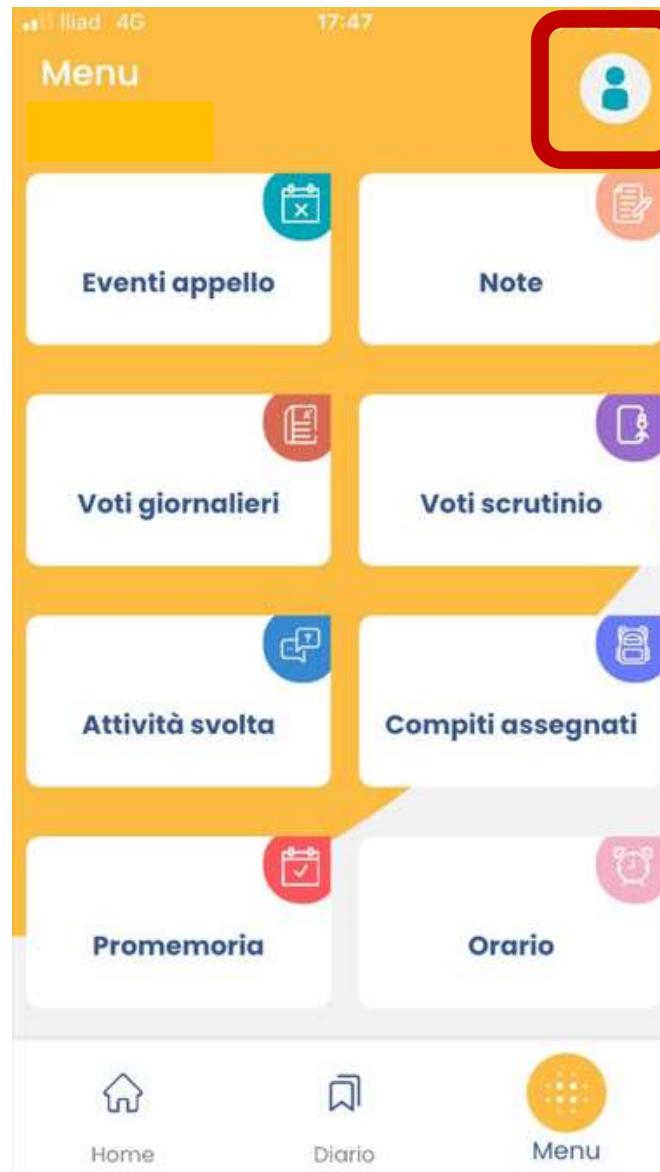 Iliad 4G 17:47
Menu
Eventi appello
Note
Voti giornalieri
Voti scrutinio
Attività svolta
Compiti assegnati
Promemoria
Orario
Home
Diario
Menu